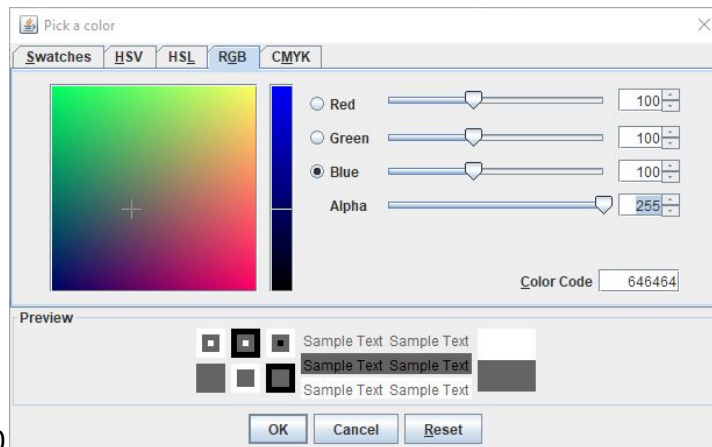 Pick a color
Swatches HSV HSL RGB CMYK
Red 100
Green 100
Blue 100
Alpha 255
Color Code 646464
Preview
Sample Text Sample Text
Sample Text Sample Text
Sample Text Sample Text
OK Cancel Reset